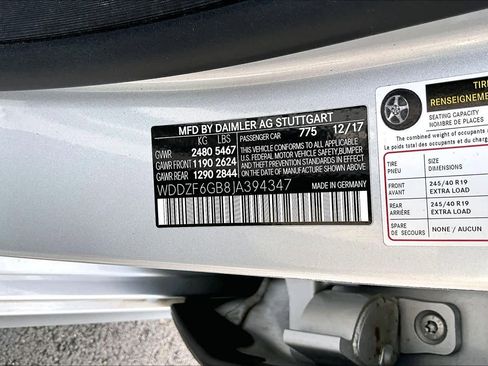 MFD BY DAIMLER AG STUTTGART
KG LBS PASSENGER CAR 775 12/17
GVWR 2480 5467
GAWR FRONT 1190 2624
GAWR REAR 1290 2844
THIS VEHICLE CONFORMS TO ALL APPLICABLE
U.S. FEDERAL MOTOR VEHICLE SAFETY, BUMPER
AND THEFT PREVENTION STANDARDS IN EFFECT
ON THE DATE OF MANUFACTURE SHOWN ABOVE.
WDDZF6GB8JA394347 MADE IN GERMANY
TIRE
RENSEIGNEME
SEATING CAPACITY
NOMBRE DE PLACES
The combined weight of occupants
Le poids total des occupants
TIRE
PNEU
SIZE
DIMENSIONS
FRONT
AVANT
245/40 R19
EXTRA LOAD
245/40 R19
EXTRA LOAD
REAR
ARRIÈRE
SPARE
DE SECOURS
NONE / AUCUN